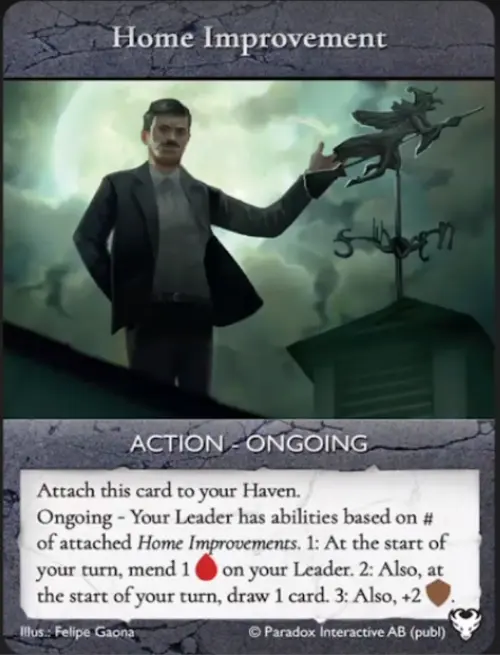 Home Improvement
ACTION - ONGOING
Attach this card to your Haven.
Ongoing - Your Leader has abilities based on #
of attached Home Improvements. 1: At the start of
your turn, mend 1 on your Leader. 2: Also, at
the start of your turn, draw 1 card. 3: Also, +2 .
Illus.: Felipe Gaona © Paradox Interactive AB (publ)